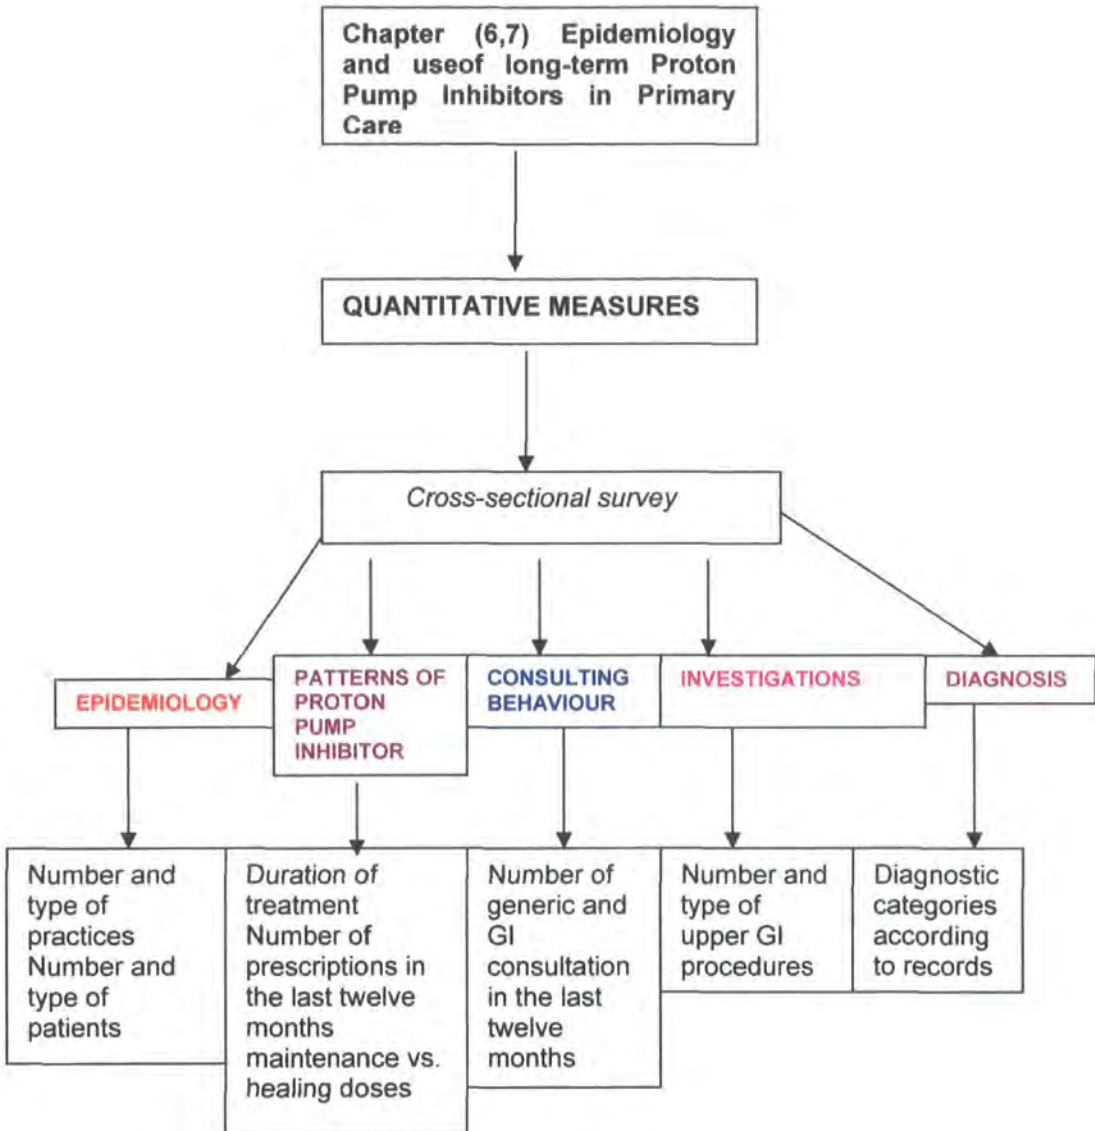 Chapter (6,7) Epidemiology
and useof long-term Proton
Pump Inhibitors in Primary
Care
QUANTITATIVE MEASURES
Cross-sectional survey
EPIDEMIOLOGY
PATTERNS OF
PROTON
PUMP
INHIBITOR
CONSULTING
BEHAVIOUR
INVESTIGATIONS
DIAGNOSIS
Number and
type of
practices
Number and
type of
patients
Duration of
treatment
Number of
prescriptions in
the last twelve
months
maintenance vs.
healing doses
Number of
generic and
GI
consultation
in the last
twelve
months
Number and
type of
upper GI
procedures
Diagnostic
categories
according
to records